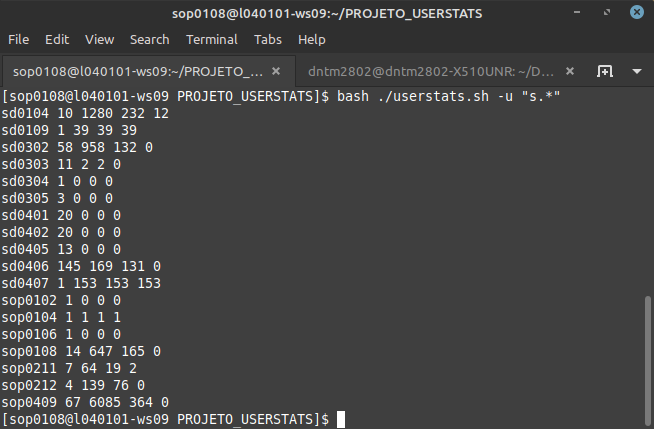 sop0108@l040101-ws09:~/PROJETO_USERSTATS
File Edit View Search Terminal Tabs Help
sop0108@l040101-ws09:~/PROJETO_... × dntm2802@dntm2802-X510UNR: ~/D... ×
[sop0108@l040101-ws09 PROJETO_USERSTATS]$ bash ./userstats.sh -u "s.*"
sd0104 10 1280 232 12
sd0109 1 39 39 39
sd0302 58 958 132 0
sd0303 11 2 2 0
sd0304 1 0 0 0
sd0305 3 0 0 0
sd0401 20 0 0 0
sd0402 20 0 0 0
sd0405 13 0 0 0
sd0406 145 169 131 0
sd0407 1 153 153 153
sop0102 1 0 0 0
sop0104 1 1 1 1
sop0106 1 0 0 0
sop0108 14 647 165 0
sop0211 7 64 19 2
sop0212 4 139 76 0
sop0409 67 6085 364 0
[sop0108@l040101-ws09 PROJETO_USERSTATS]$